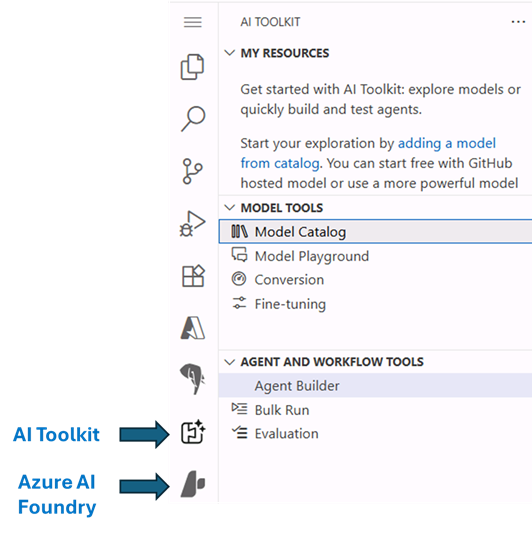 AI TOOLKIT
MY RESOURCES
Get started with AI Toolkit: explore models or
quickly build and test agents.
Start your exploration by adding a model
from catalog. You can start free with GitHub
hosted model or use a more powerful model
MODEL TOOLS
Model Catalog
Model Playground
Conversion
Fine-tuning
AGENT AND WORKFLOW TOOLS
Agent Builder
Bulk Run
Evaluation
AI Toolkit
Azure AI
Foundry